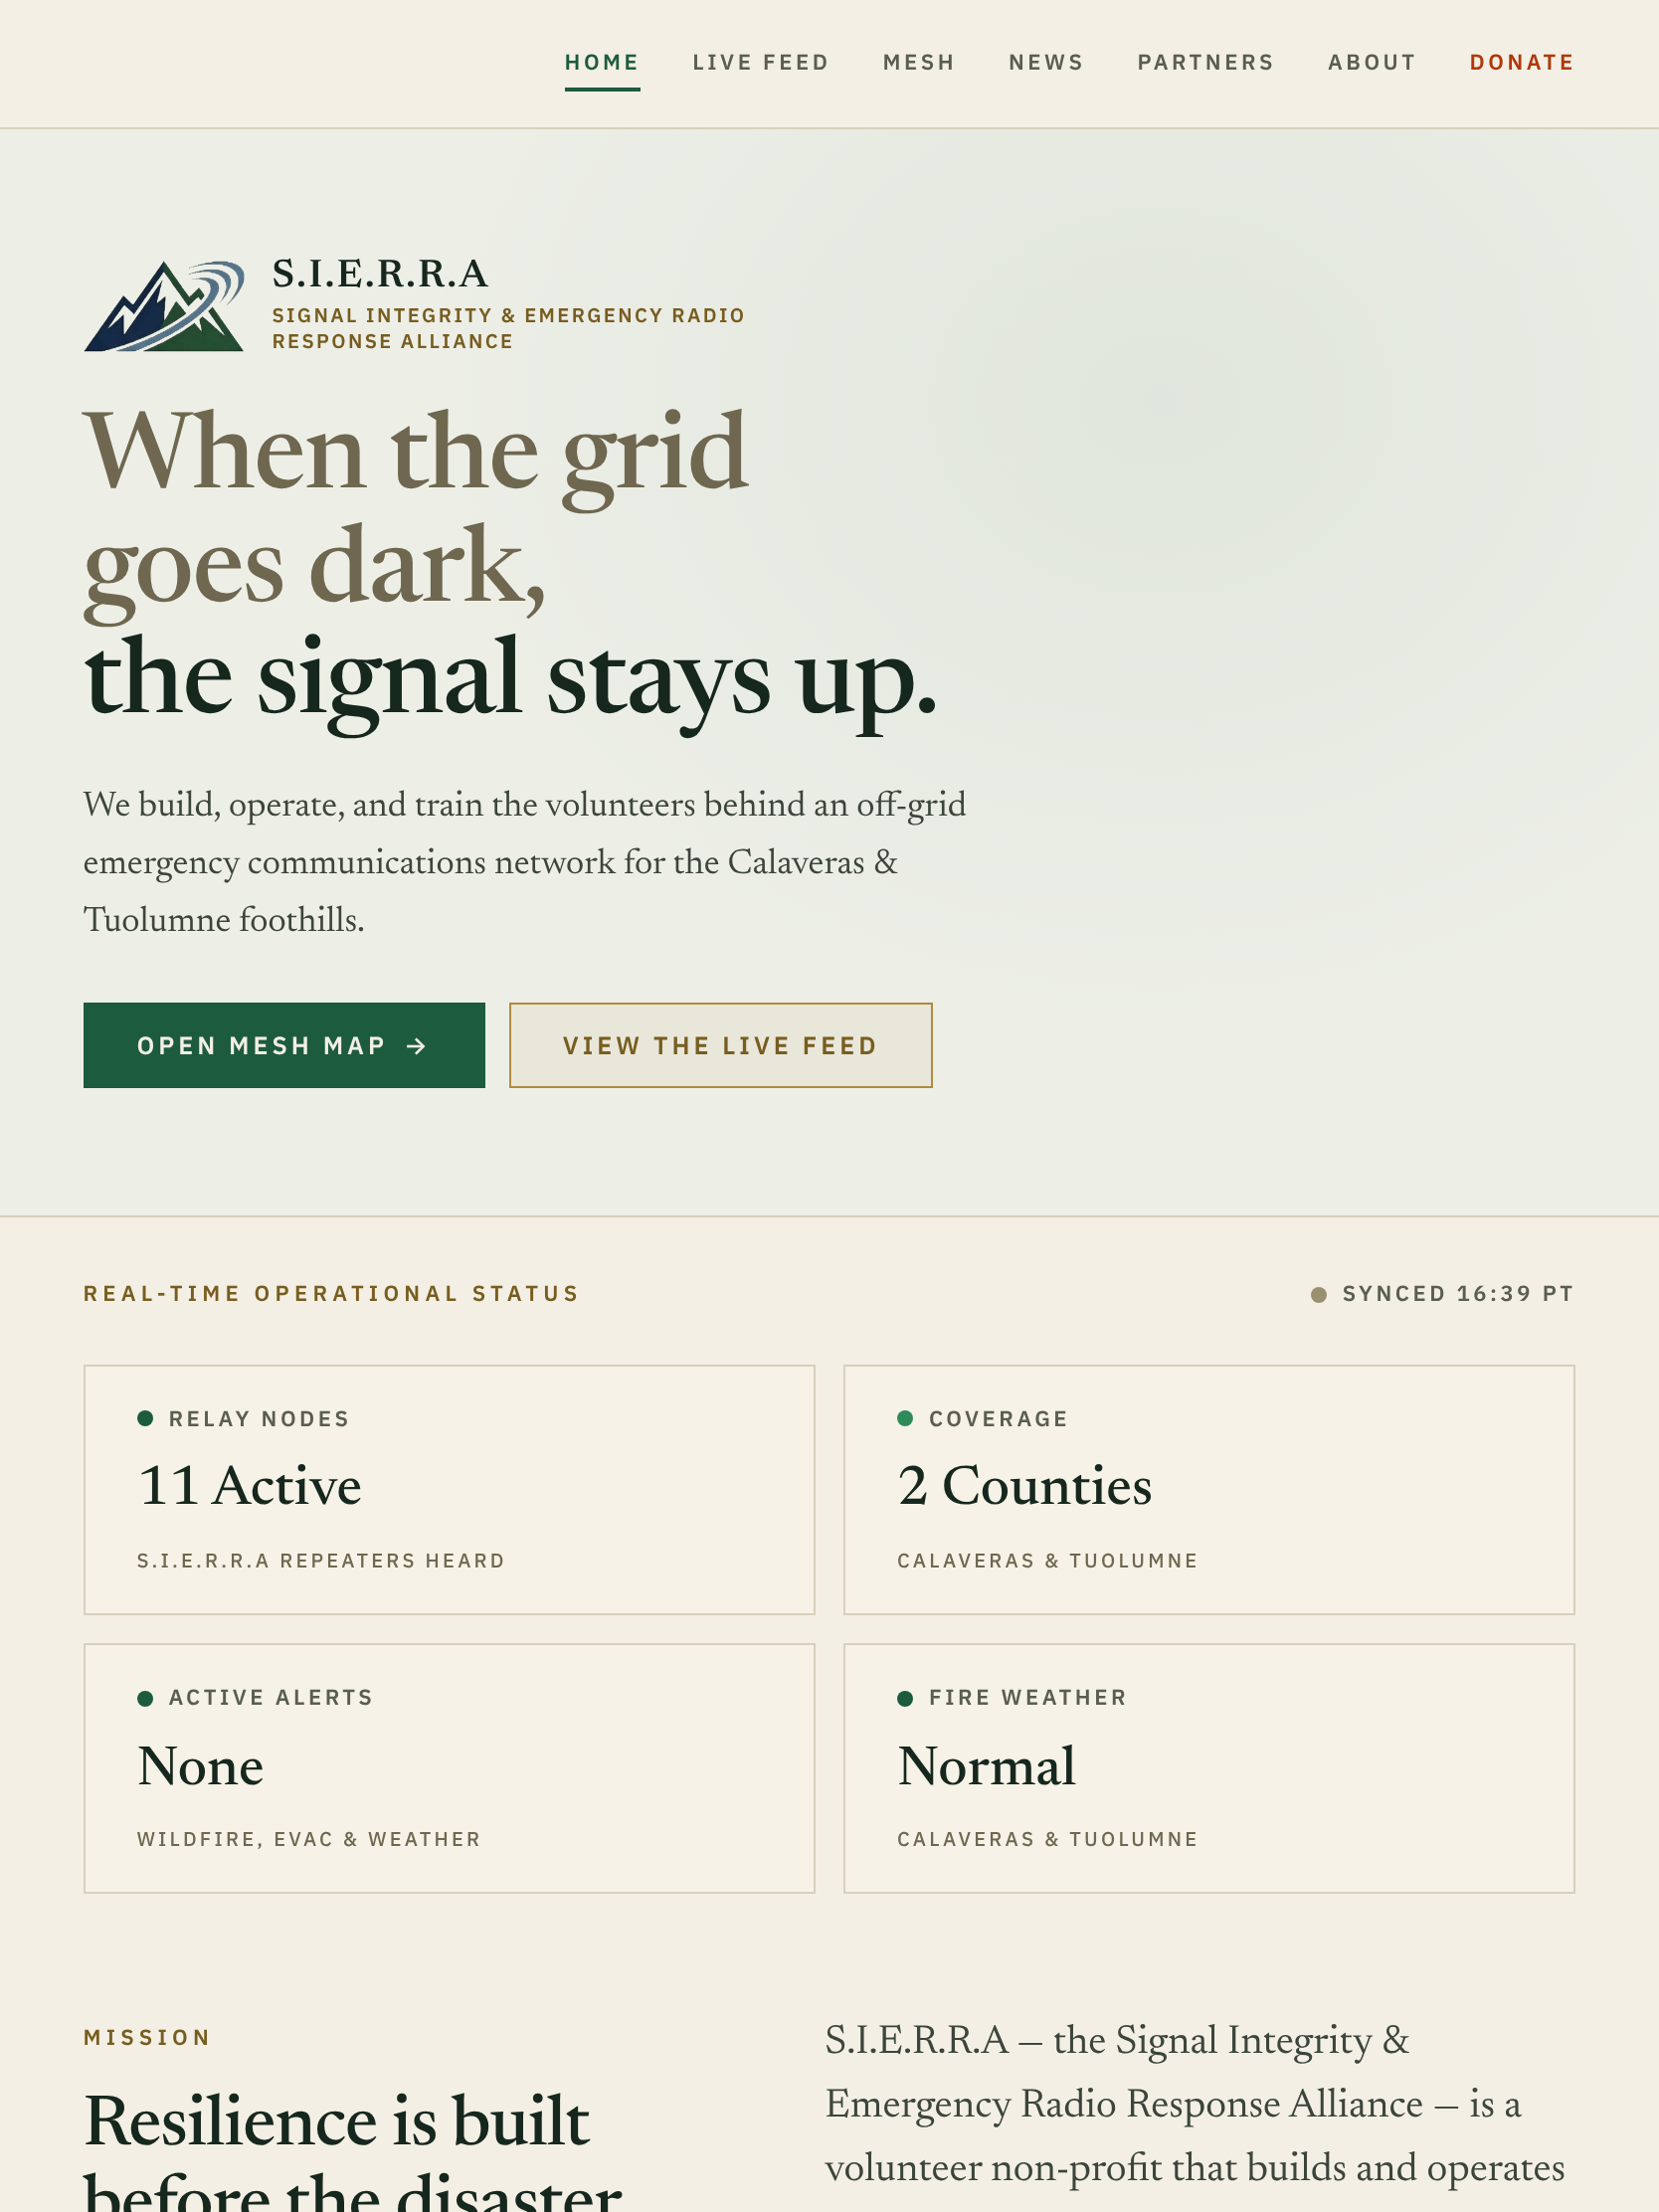 HOME LIVE FEED MESH NEWS PARTNERS ABOUT DONATE
S.I.E.R.R.A
SIGNAL INTEGRITY & EMERGENCY RADIO
RESPONSE ALLIANCE
When the grid
goes dark,
the signal stays up.
We build, operate, and train the volunteers behind an off-grid
emergency communications network for the Calaveras &
Tuolumne foothills.
OPEN MESH MAP →
VIEW THE LIVE FEED
REAL-TIME OPERATIONAL STATUS
SYNCED 16:39 PT
RELAY NODES
11 Active
S.I.E.R.R.A REPEATERS HEARD
COVERAGE
2 Counties
CALAVERAS & TUOLUMNE
ACTIVE ALERTS
None
WILDFIRE, EVAC & WEATHER
FIRE WEATHER
Normal
CALAVERAS & TUOLUMNE
MISSION
Resilience is built
before the disaster
S.I.E.R.R.A — the Signal Integrity &
Emergency Radio Response Alliance — is a
volunteer non-profit that builds and operates